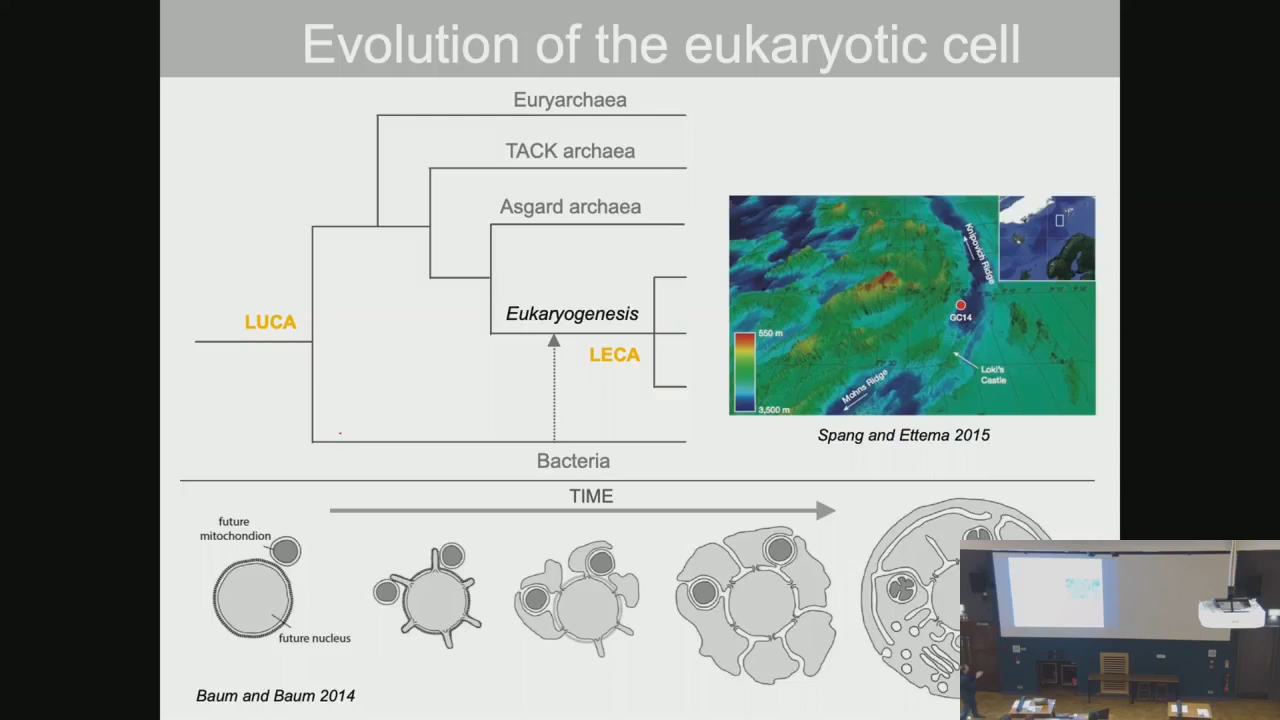 Evolution of the eukaryotic cell
Euryarchaea
TACK archaea
Asgard archaea
Eukaryogenesis
LUCA
LECA
Bacteria
Knipovich Ridge
GC14
Loki's
Castle
Mohns Ridge
550 m
3,500 m
Spang and Ettema 2015
TIME
future
mitochondion
future nucleus
Baum and Baum 2014